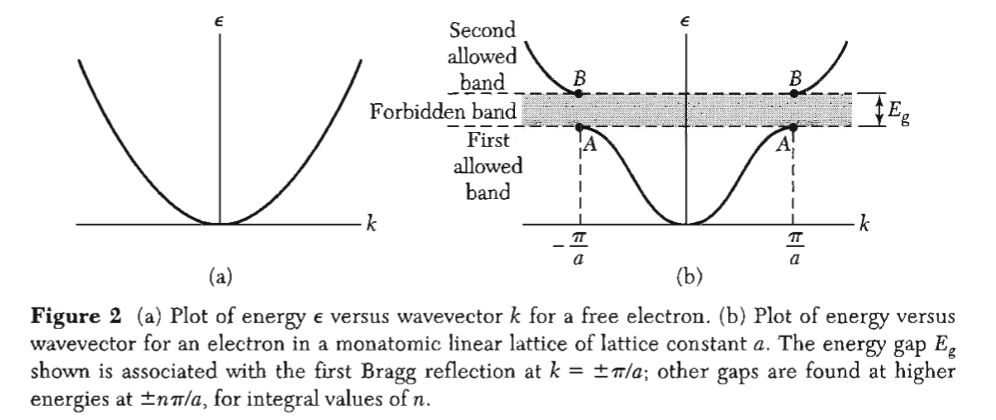 ϵ
k
(a)
Second
allowed
band
Forbidden band
First
allowed
band
ϵ
B
B
E_g
A
A
k
−π/a
π/a
(b)
Figure 2 (a) Plot of energy ϵ versus wavevector k for a free electron. (b) Plot of energy versus
wavevector for an electron in a monatomic linear lattice of lattice constant a. The energy gap E_g
shown is associated with the first Bragg reflection at k = ±π/a; other gaps are found at higher
energies at ±nπ/a, for integral values of n.